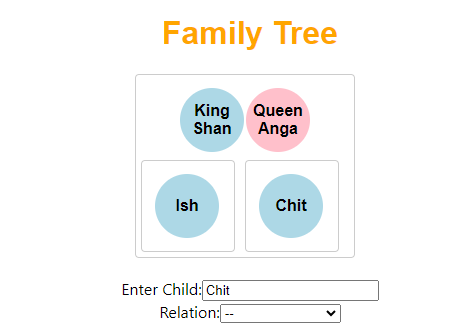 Family Tree
King Queen
Shan Anga
Ish Chit
Enter Child: Chit
Relation: --